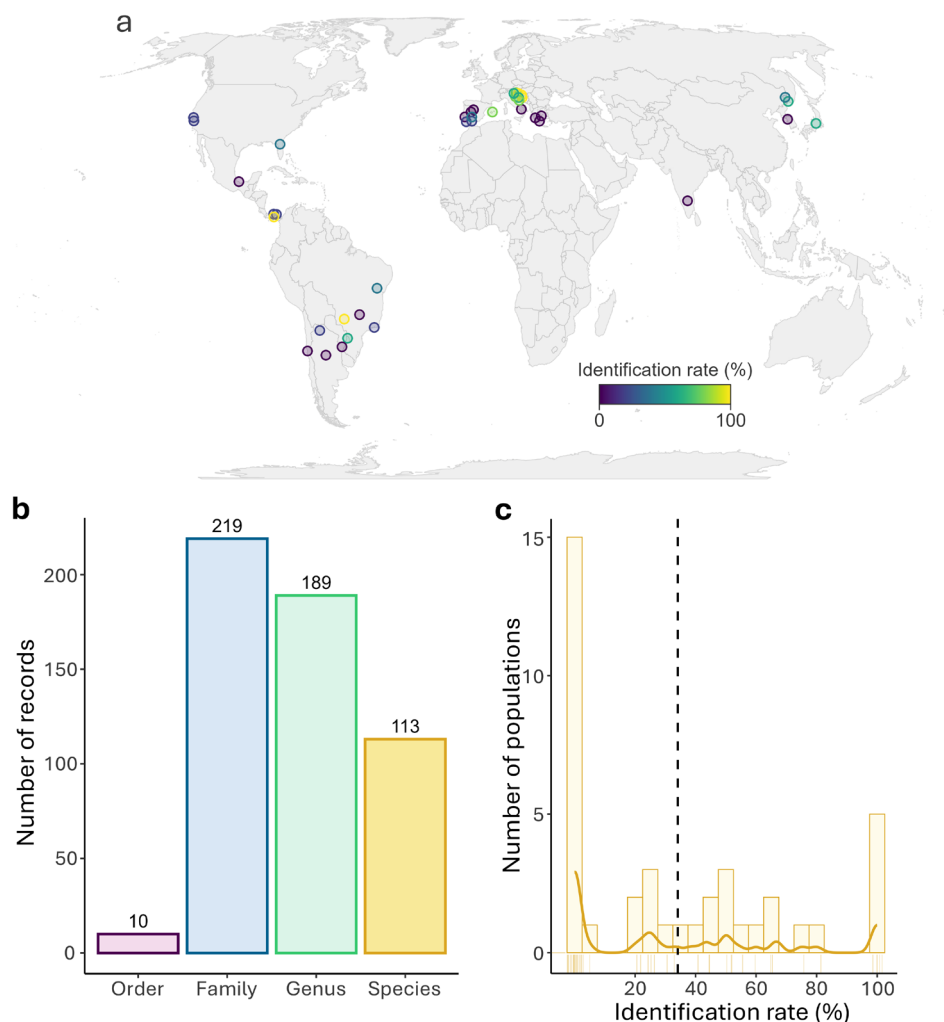 a
Identification rate (%)
0 100
b
Number of records
200
150
100
50
0
10
219
189
113
Order Family Genus Species
c
Number of populations
15
10
5
0
20 40 60 80 100
Identification rate (%)